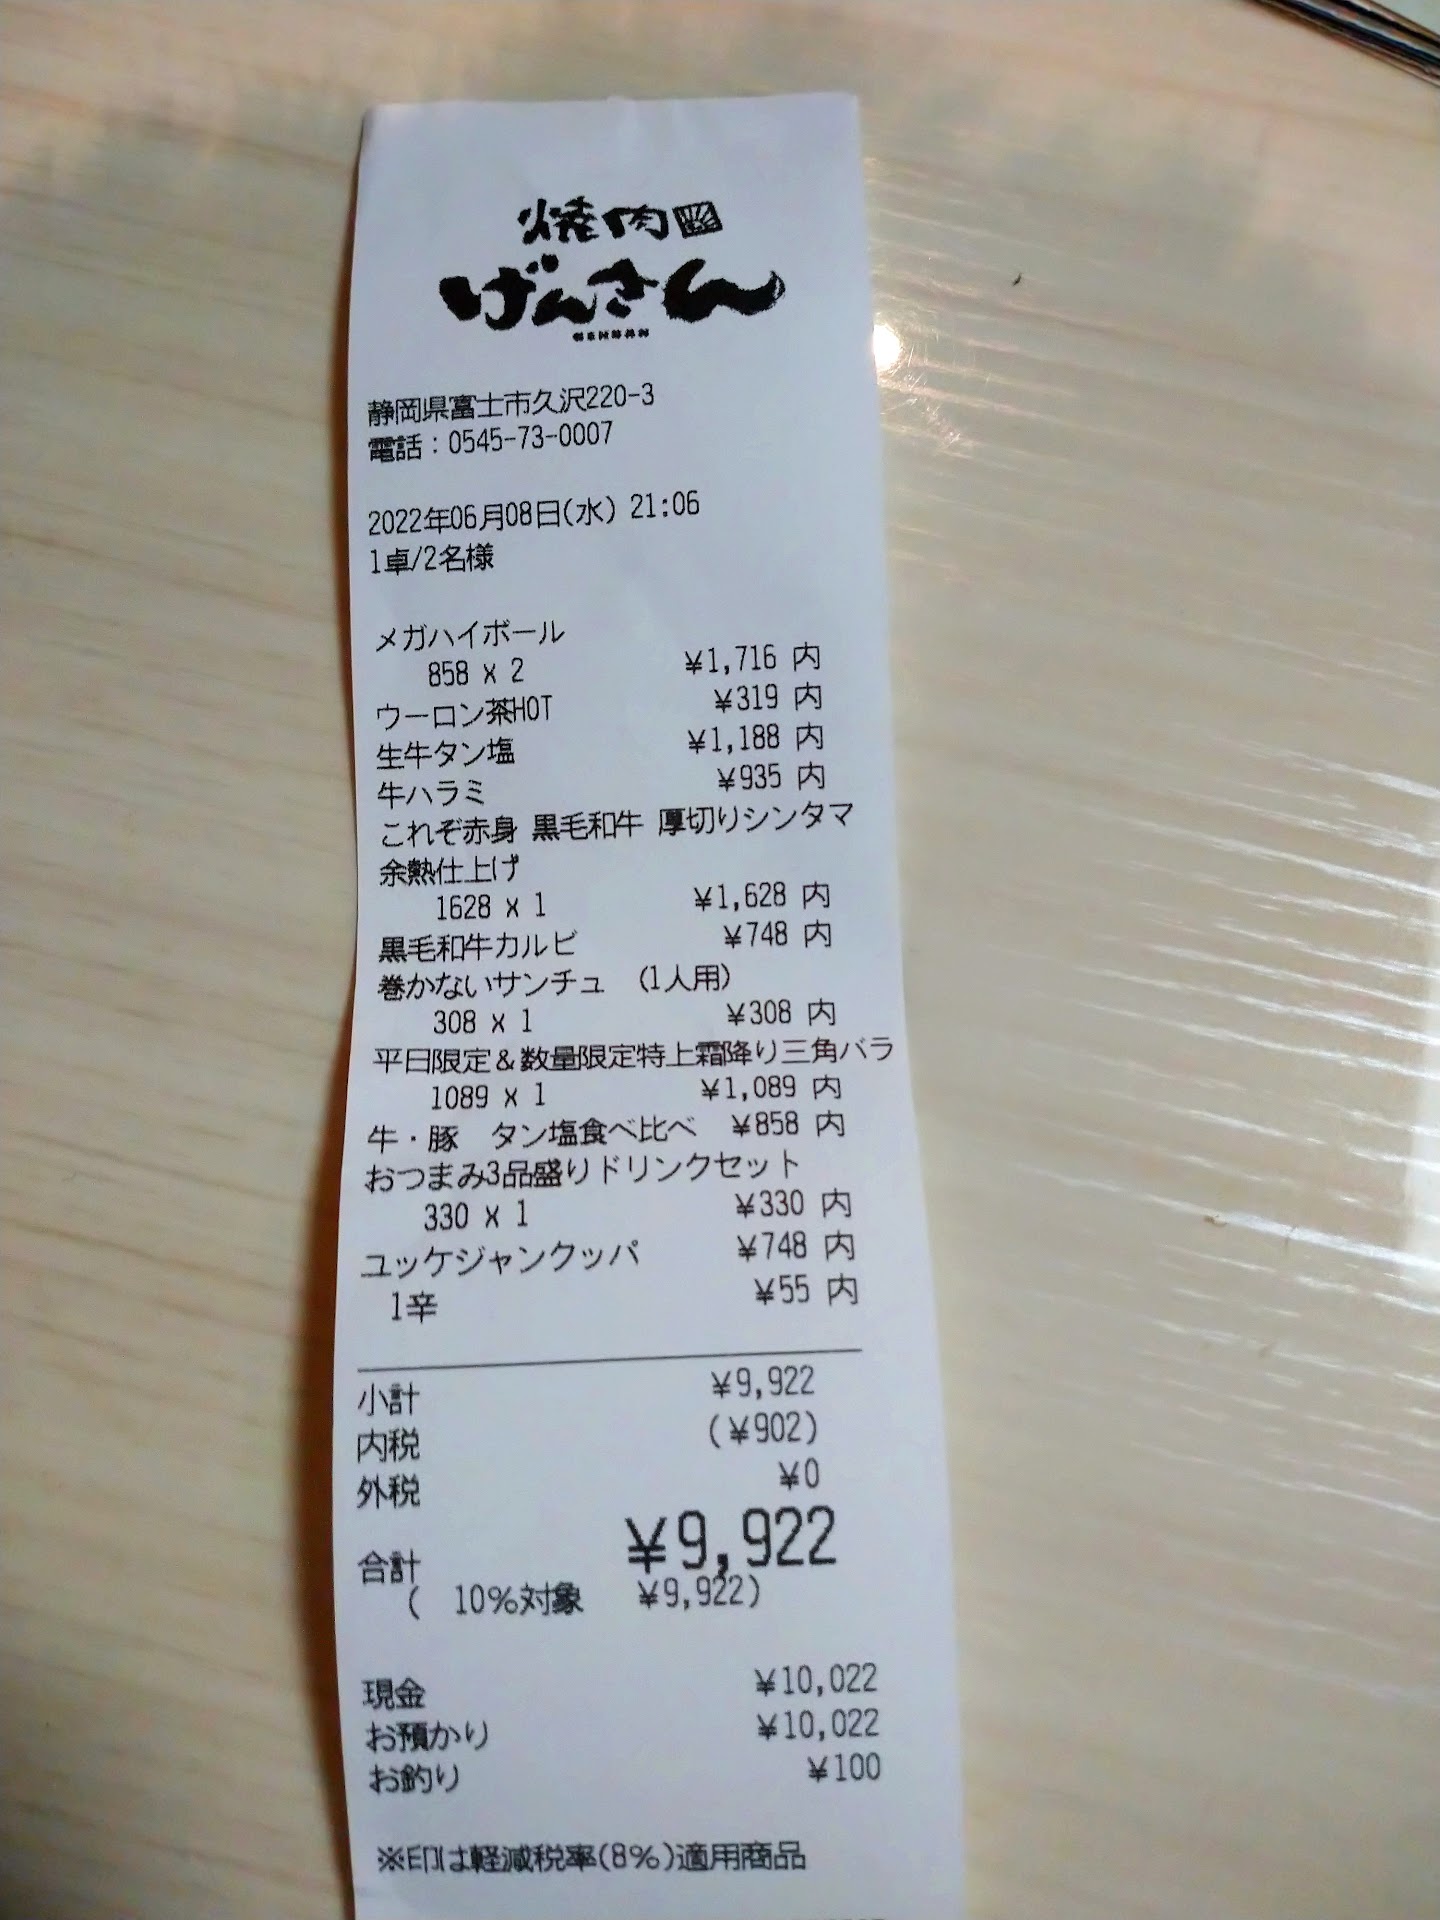 焼肉
げんさん
GENSAN
静岡県富士市久沢220-3
電話：0545-73-0007
2022年06月08日(水) 21:06
1卓/2名様
メガハイボール
858 x 2 ¥1,716 内
ウーロン茶HOT ¥319 内
生牛タン塩 ¥1,188 内
牛ハラミ ¥935 内
これぞ赤身 黒毛和牛 厚切りシンタマ
余熱仕上げ
1628 x 1 ¥1,628 内
黒毛和牛カルビ ¥748 内
巻かないサンチュ （1人用）
308 x 1 ¥308 内
平日限定＆数量限定特上霜降り三角バラ
1089 x 1 ¥1,089 内
牛・豚　タン塩食べ比べ ¥858 内
おつまみ3品盛りドリンクセット
330 x 1 ¥330 内
ユッケジャンクッパ ¥748 内
1辛 ¥55 内
小計 ¥9,922
内税 (¥902)
外税 ¥0
合計 ¥9,922
( 10%対象 ¥9,922)
現金 ¥10,022
お預かり ¥10,022
お釣り ¥100
※印は軽減税率(8%)適用商品